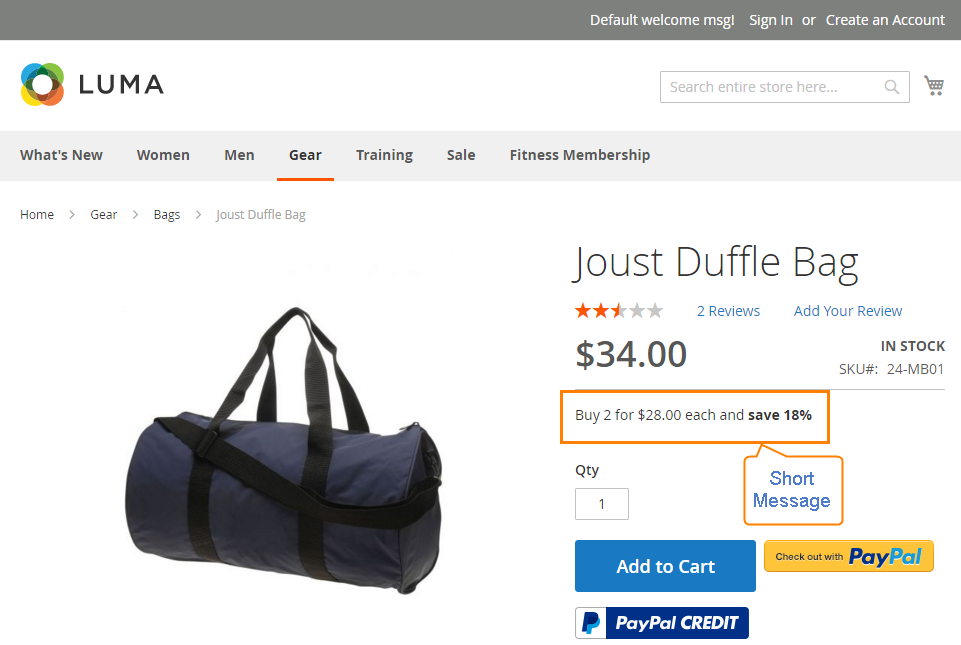 Default welcome msg! Sign In or Create an Account
LUMA
Search entire store here...
What's New Women Men Gear Training Sale Fitness Membership
Home > Gear > Bags > Joust Duffle Bag
Joust Duffle Bag
2 Reviews Add Your Review
$34.00
IN STOCK
SKU#: 24-MB01
Buy 2 for $28.00 each and save 18%
Short
Message
Qty
1
Add to Cart
Check out with PayPal
PayPal CREDIT